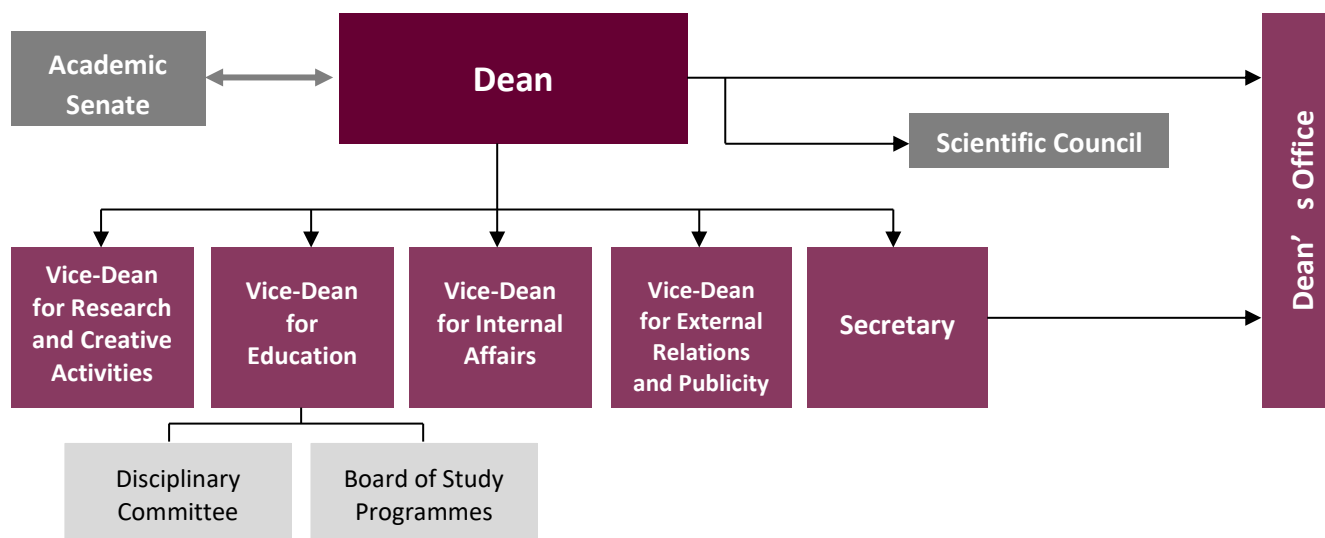 Academic
Senate
Dean
Scientific Council
Dean’ s Office
Vice-Dean
for Research
and Creative
Activities
Vice-Dean
for
Education
Vice-Dean
for Internal
Affairs
Vice-Dean
for External
Relations
and Publicity
Secretary
Disciplinary
Committee
Board of Study
Programmes